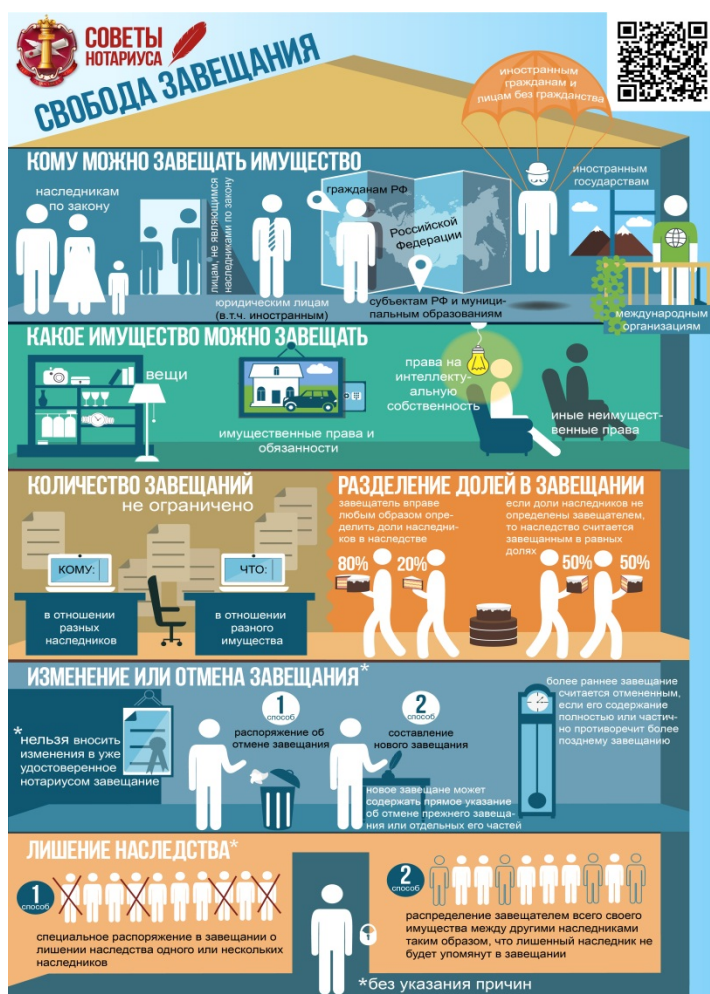 СОВЕТЫ
НОТАРИУСА
СВОБОДА ЗАВЕЩАНИЯ
иностранным
гражданам и
лицам без гражданства
КОМУ МОЖНО ЗАВЕЩАТЬ ИМУЩЕСТВО
наследникам
по закону
лицам, не являющимся
наследниками по закону
юридическим лицам
(в.т.ч. иностранным)
гражданам РФ
Российской
Федерации
субъектам РФ и муници-
пальным образованиям
иностранным
государствам
международным
организациям
КАКОЕ ИМУЩЕСТВО МОЖНО ЗАВЕЩАТЬ
вещи
имущественные права и
обязанности
права на
интеллекту-
альную
собственность
иные неимущест-
венные права
КОЛИЧЕСТВО ЗАВЕЩАНИЙ
не ограничено
КОМУ:
ЧТО:
в отношении
разных
наследников
в отношении
разного
имущества
РАЗДЕЛЕНИЕ ДОЛЕЙ В ЗАВЕЩАНИИ
завещатель вправе
любым образом опре-
делить доли наследни-
ков в наследстве
если доли наследников не
определены завещателем,
то наследство считается
завещанным в равных
долях
80% 20%
50% 50%
ИЗМЕНЕНИЕ ИЛИ ОТМЕНА ЗАВЕЩАНИЯ*
*нельзя вносить
изменения в уже
удостоверенное
нотариусом завещание
1
способ
распоряжение об
отмене завещания
2
способ
составление
нового завещания
новое завещане может
содержать прямое указание
об отмене прежнего завеща-
ния или отдельных его частей
более раннее завещание
считается отмененным,
если его содержание
полностью или частич-
но противоречит более
позднему завещанию
ЛИШЕНИЕ НАСЛЕДСТВА*
1
способ
специальное распоряжение в завещании о
лишении наследства одного или нескольких
наследников
2
способ
распределение завещателем всего своего
имущества между другими наследниками
таким образом, что лишенный наследник не
будет упомянут в завещании
1
*без указания причин